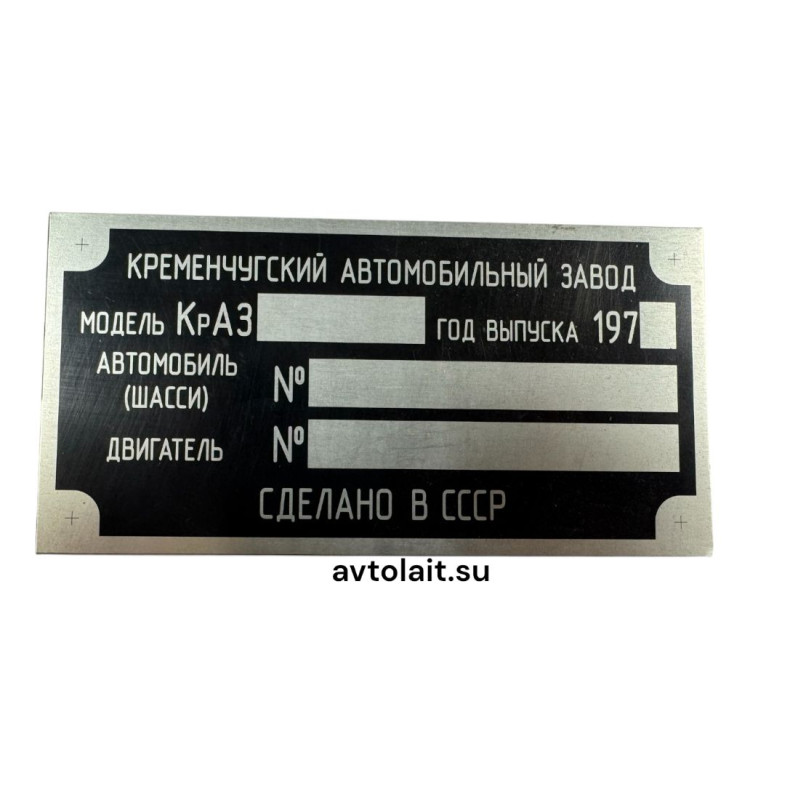 КРЕМЕНЧУГСКИЙ АВТОМОБИЛЬНЫЙ ЗАВОД
МОДЕЛЬ КрАЗ ГОД ВЫПУСКА 197
АВТОМОБИЛЬ
(ШАССИ) №
ДВИГАТЕЛЬ №
СДЕЛАНО В СССР
avtolait.su